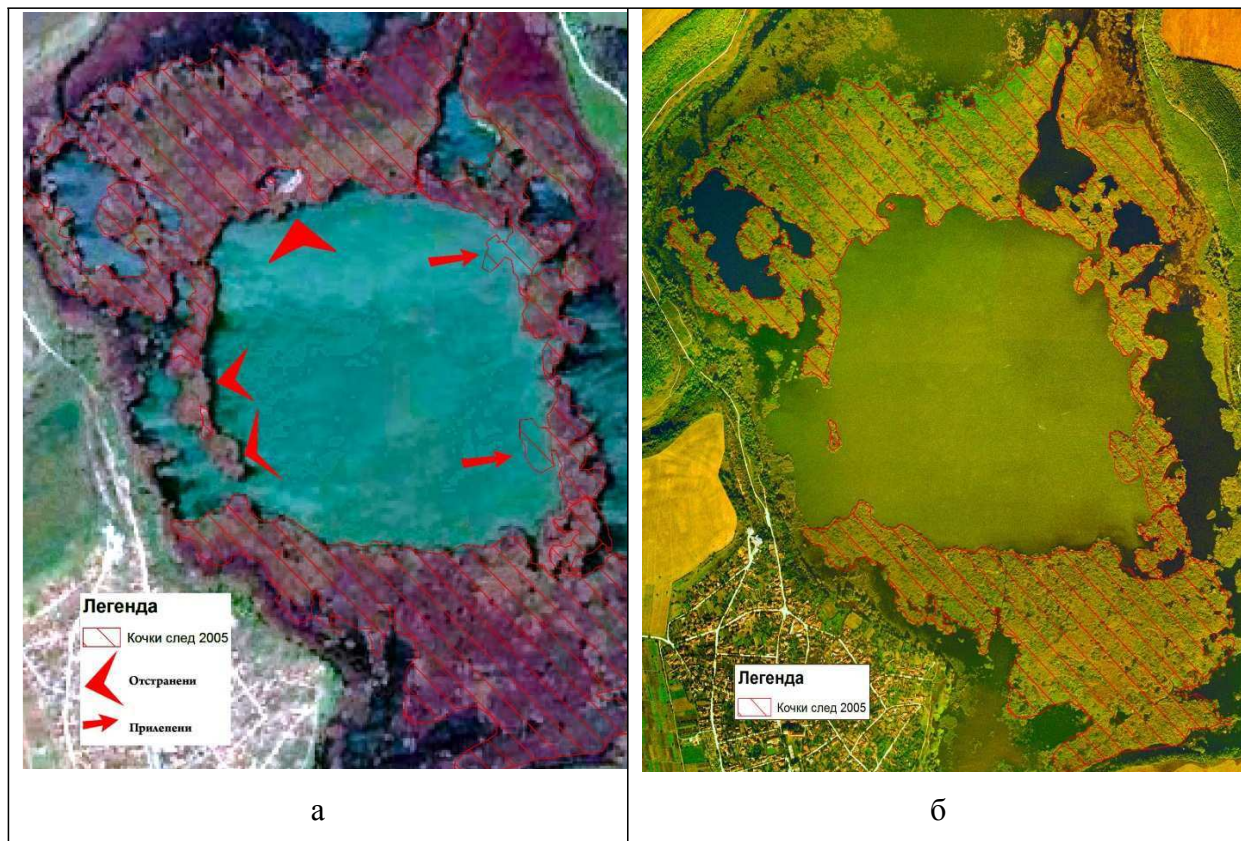 Легенда
Кочки след 2005
Отстранени
Прилепени
а
Легенда
Кочки след 2005
б